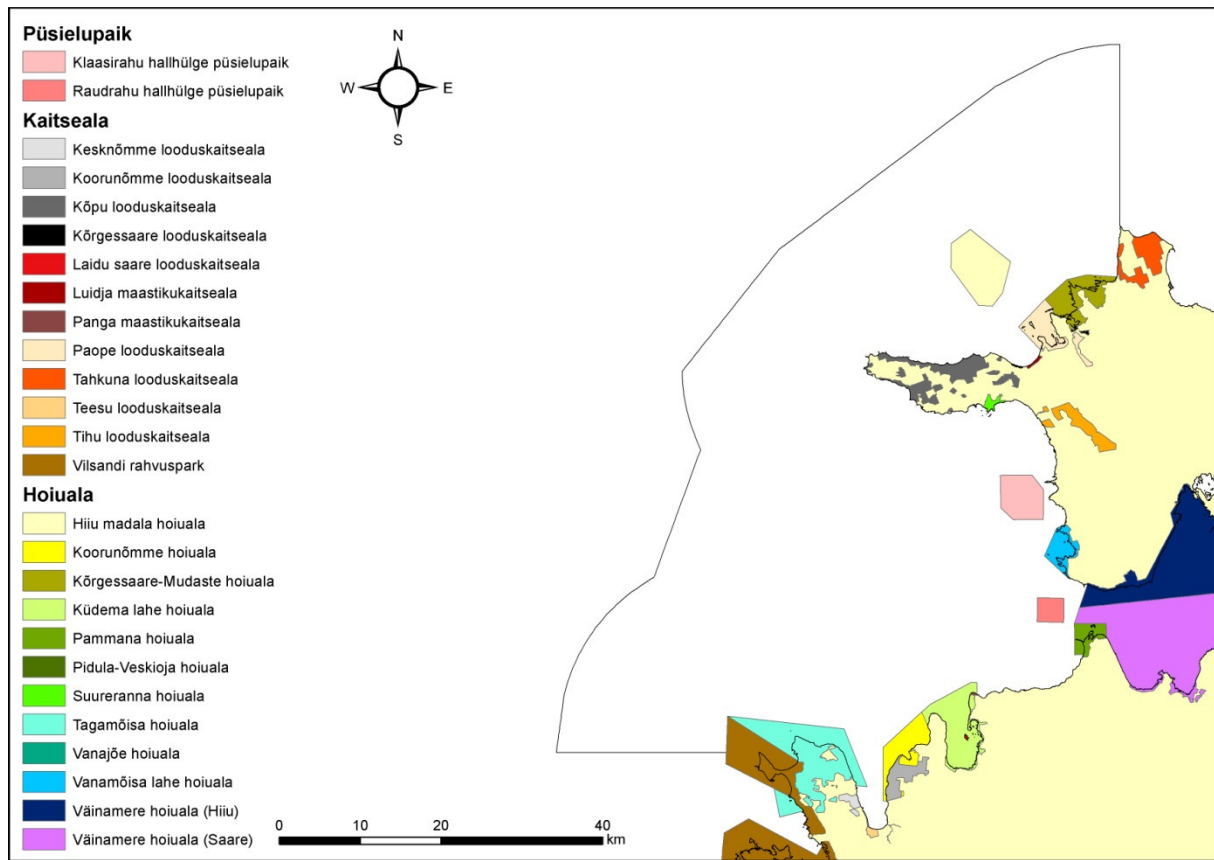 Püsielupaik
Klaasirahu hallhülge püsielupaik
Raudrahu hallhülge püsielupaik
Kaitseala
Kesknõmme looduskaitseala
Koorunõmme looduskaitseala
Kõpu looduskaitseala
Kõrgessaare looduskaitseala
Laidu saare looduskaitseala
Luidja maastikukaitseala
Panga maastikukaitseala
Paope looduskaitseala
Tahkuna looduskaitseala
Teesu looduskaitseala
Tihu looduskaitseala
Vilsandi rahvuspark
Hoiuala
Hiiu madala hoiuala
Koorunõmme hoiuala
Kõrgessaare-Mudaste hoiuala
Küdema lahe hoiuala
Pammana hoiuala
Pidula-Veskioja hoiuala
Suureranna hoiuala
Tagamõisa hoiuala
Vanajõe hoiuala
Vanamõisa lahe hoiuala
Väinamere hoiuala (Hiiu)
Väinamere hoiuala (Saare)
N
W E
S
0 10 20 40
km